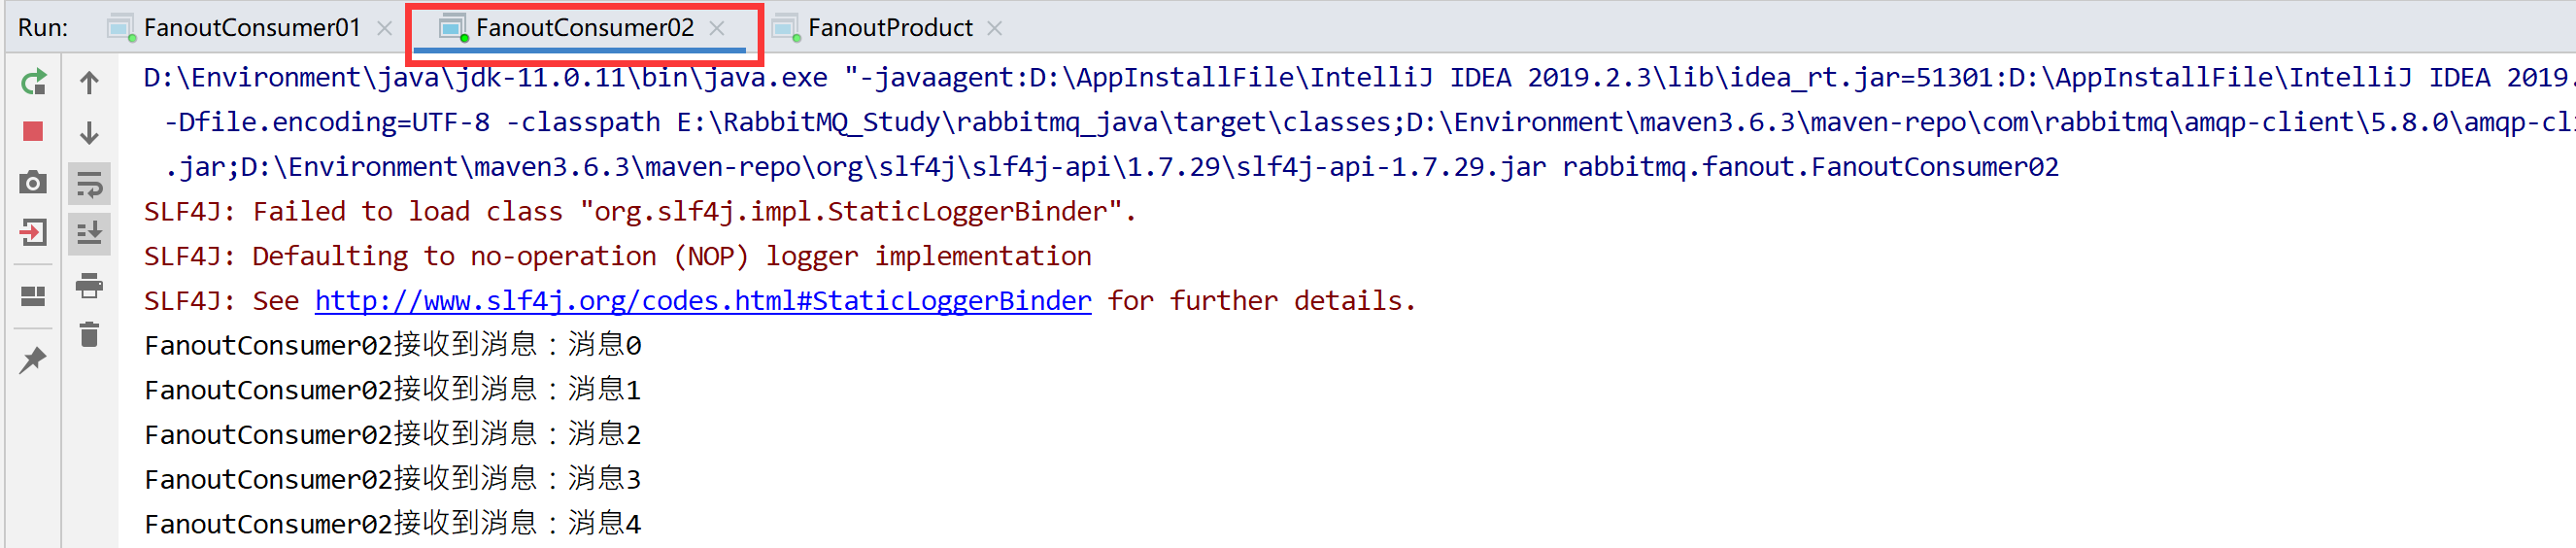 Run: FanoutConsumer01 FanoutConsumer02 FanoutProduct
D:\Environment\java\jdk-11.0.11\bin\java.exe "-javaagent:D:\AppInstallFile\IntelliJ IDEA 2019.2.3\lib\idea_rt.jar=51301:D:\AppInstallFile\IntelliJ IDEA 2019.
-Dfile.encoding=UTF-8 -classpath E:\RabbitMQ_Study\rabbitmq_java\target\classes;D:\Environment\maven3.6.3\maven-repo\com\rabbitmq\amqp-client\5.8.0\amqp-cli
.jar;D:\Environment\maven3.6.3\maven-repo\org\slf4j\slf4j-api\1.7.29\slf4j-api-1.7.29.jar rabbitmq.fanout.FanoutConsumer02
SLF4J: Failed to load class "org.slf4j.impl.StaticLoggerBinder".
SLF4J: Defaulting to no-operation (NOP) logger implementation
SLF4J: See http://www.slf4j.org/codes.html#StaticLoggerBinder for further details.
FanoutConsumer02接收到消息：消息0
FanoutConsumer02接收到消息：消息1
FanoutConsumer02接收到消息：消息2
FanoutConsumer02接收到消息：消息3
FanoutConsumer02接收到消息：消息4